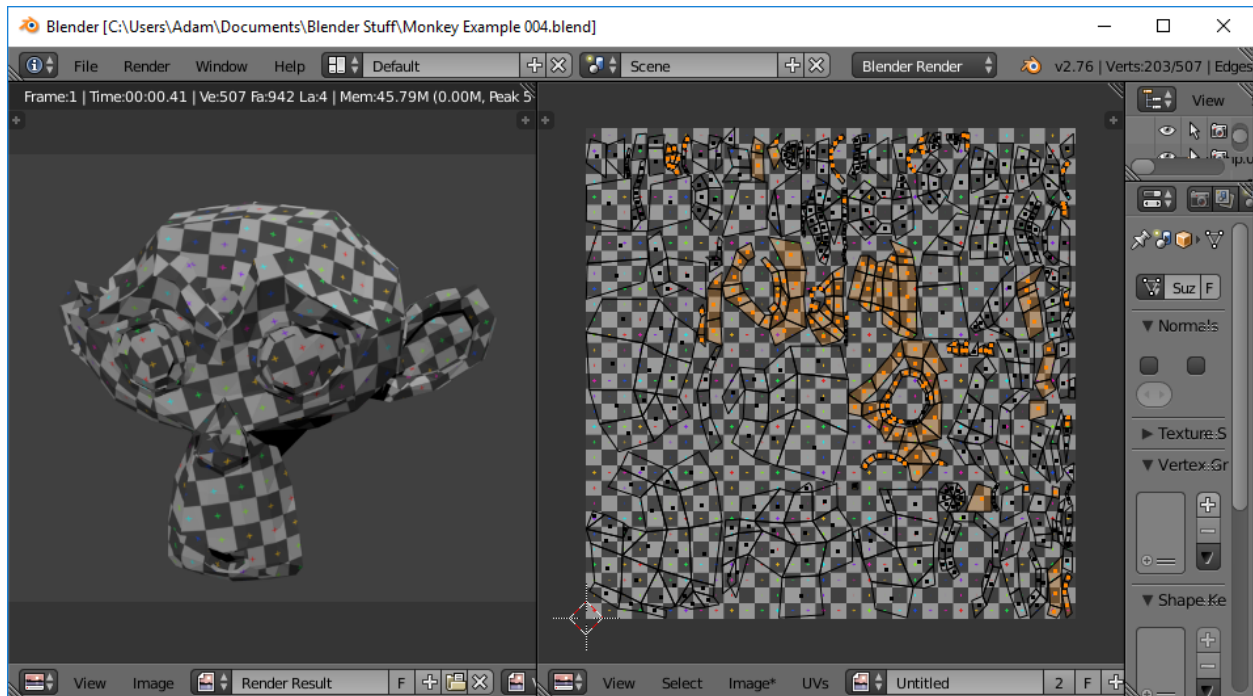 Blender [C:\Users\Adam\Documents\Blender Stuff\Monkey Example 004.blend]
File Render Window Help Default Scene Blender Render v2.76 | Verts:203/507 | Edges
Frame:1 | Time:00:00.41 | Ve:507 Fa:942 La:4 | Mem:45.79M (0.00M, Peak 5
View
Suz F
Normals
Texture S
Vertex Gr
Shape Ke
View Image Render Result F View Select Image* UVs Untitled 2 F